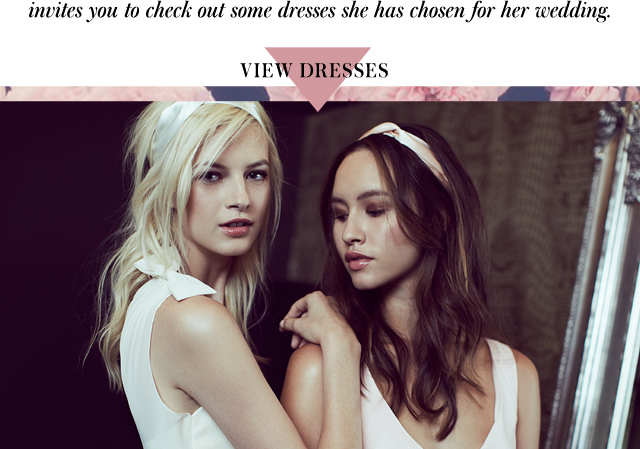 invites you to check out some dresses she has chosen for her wedding.
VIEW DRESSES